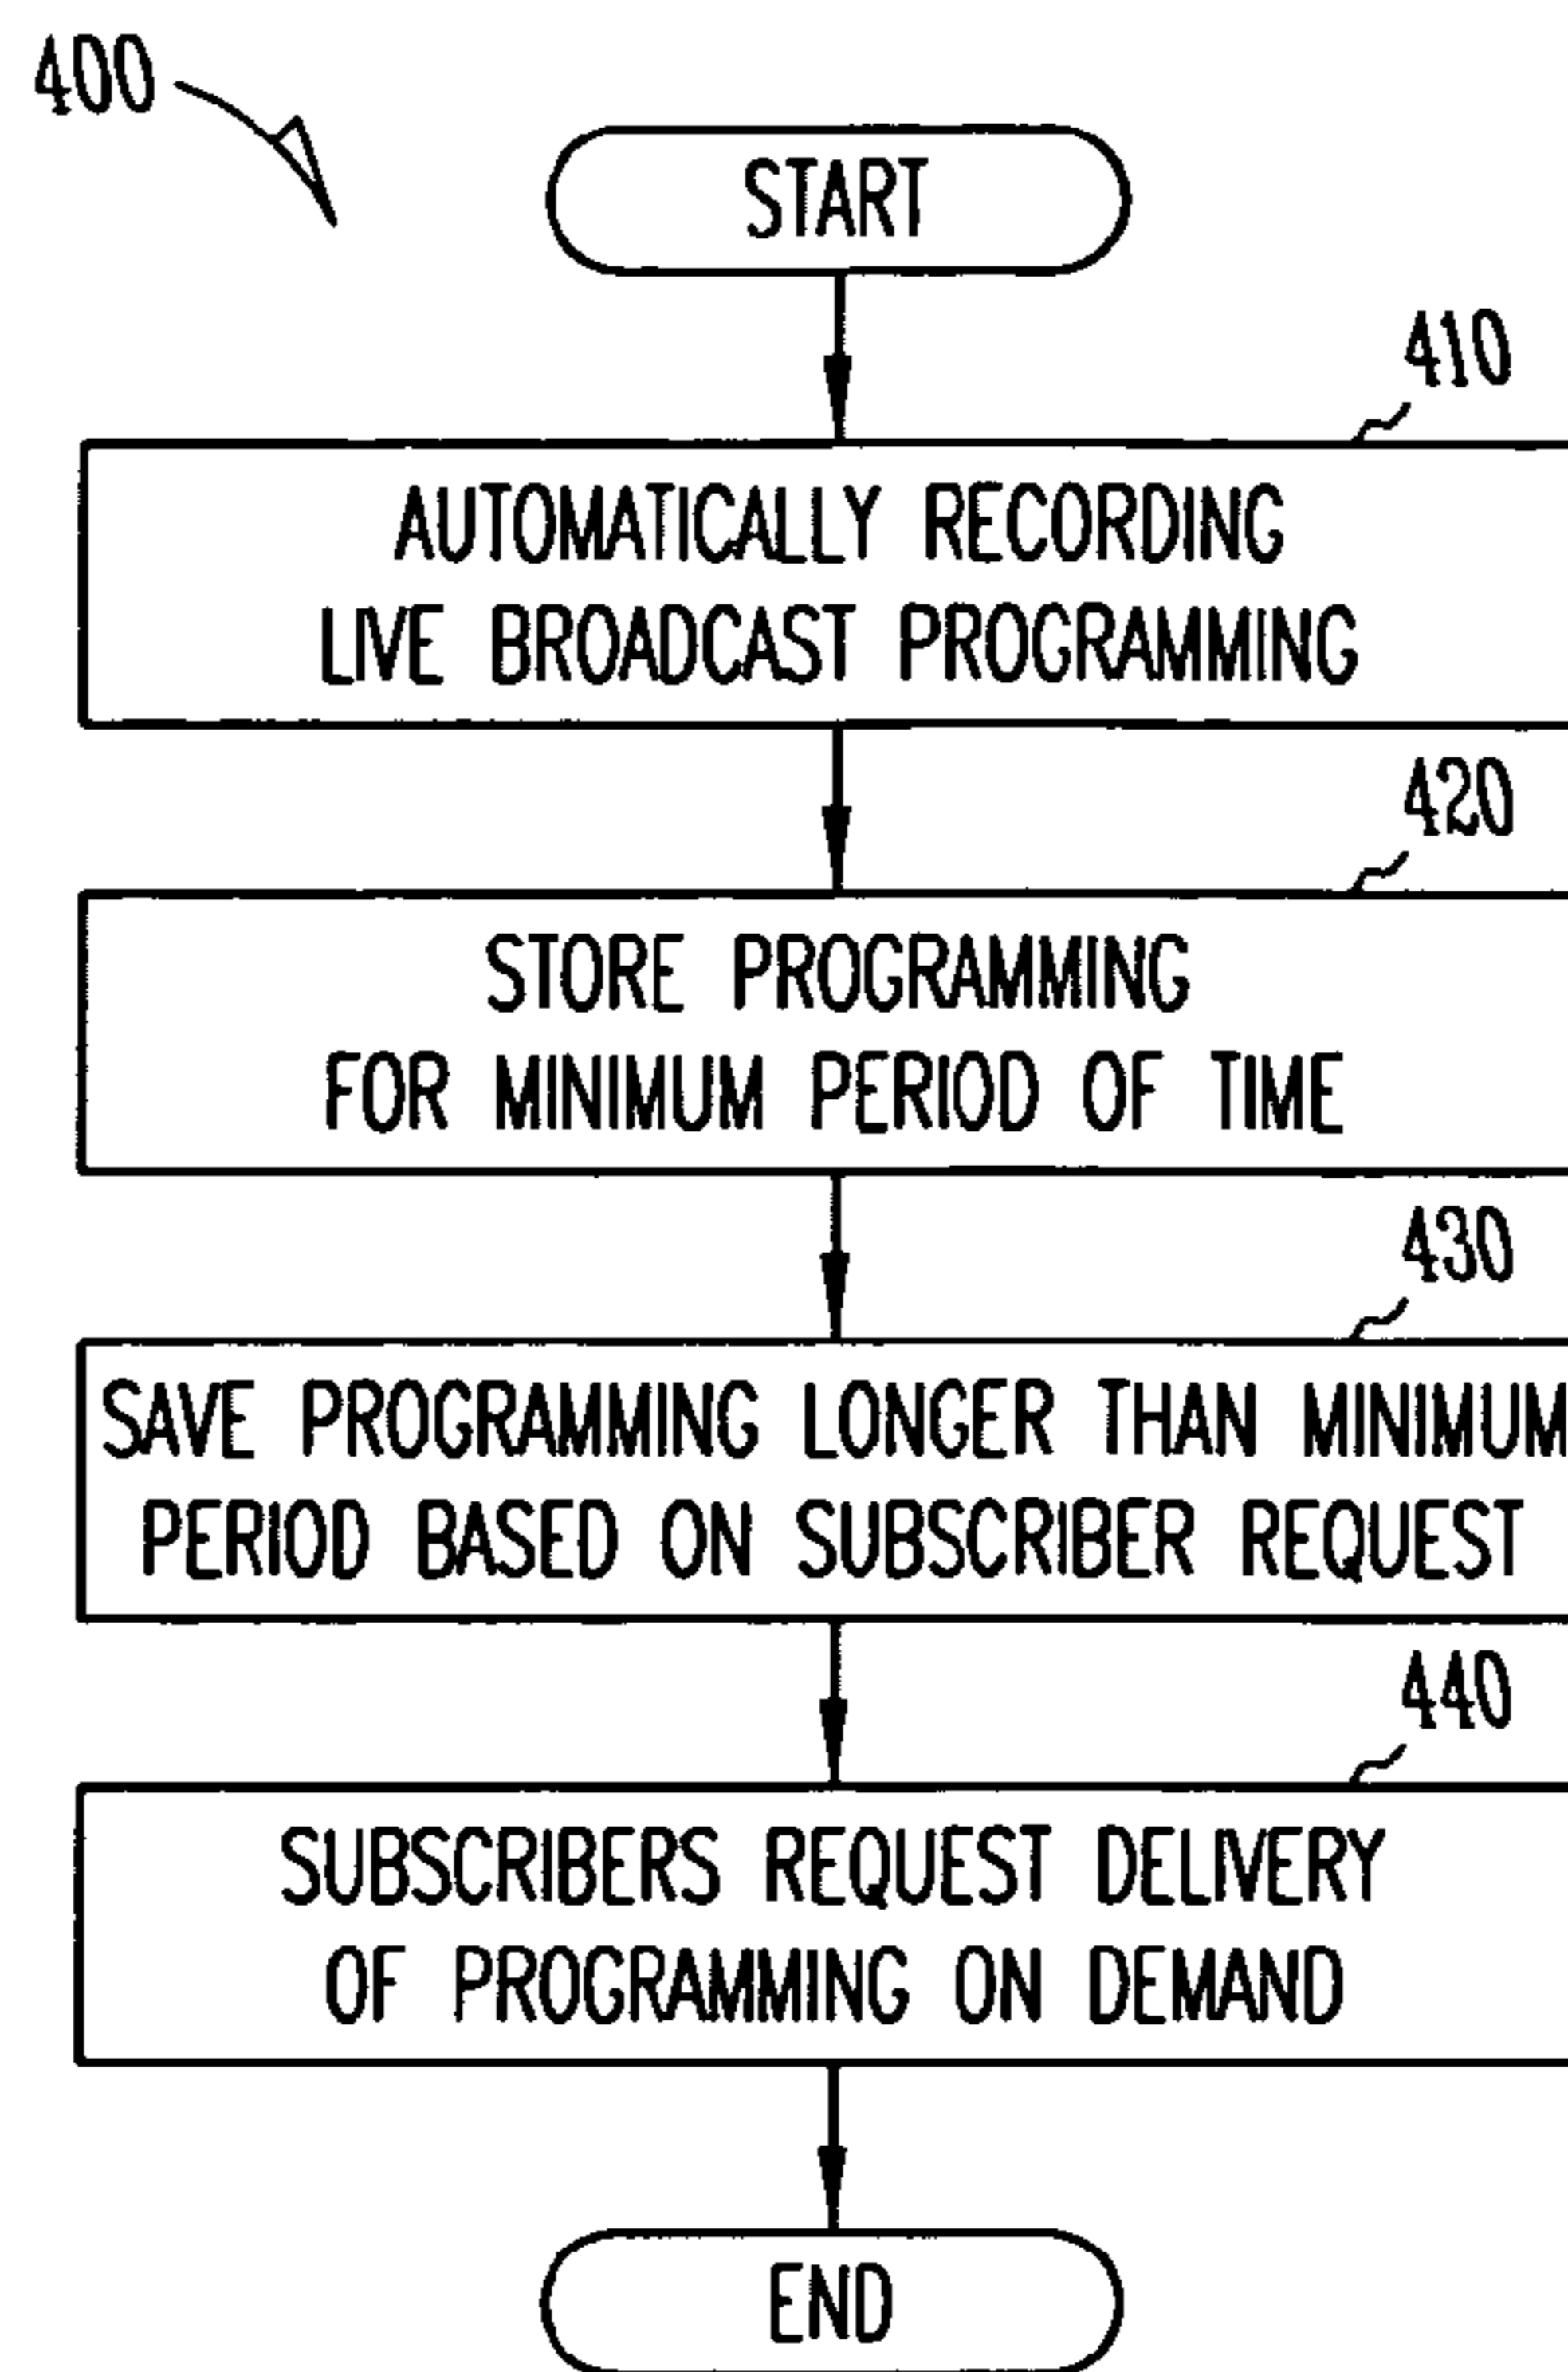 400
START
410
AUTOMATICALLY RECORDING
LIVE BROADCAST PROGRAMMING
420
STORE PROGRAMMING
FOR MINIMUM PERIOD OF TIME
430
SAVE PROGRAMMING LONGER THAN MINIMUM
PERIOD BASED ON SUBSCRIBER REQUEST
440
SUBSCRIBERS REQUEST DELIVERY
OF PROGRAMMING ON DEMAND
END